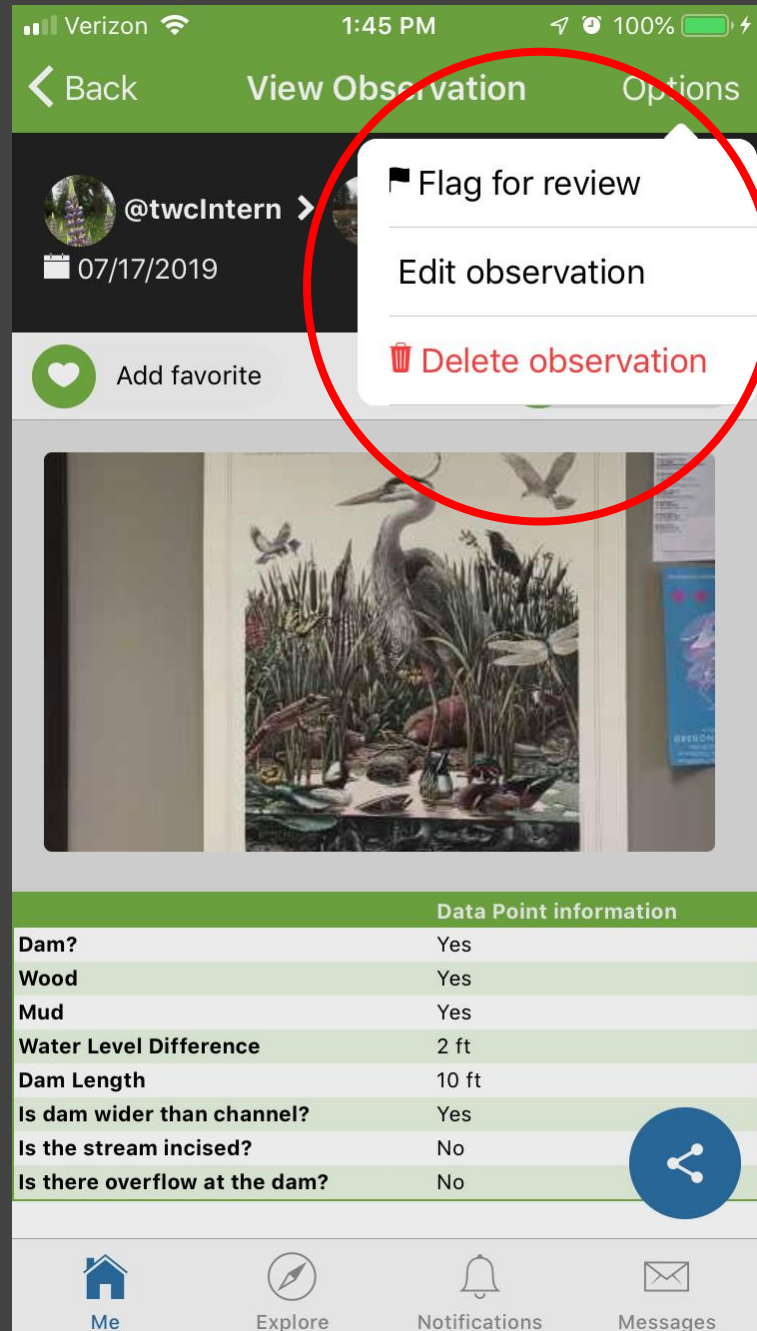 Verizon 1:45 PM 100%
Back View Observation Options
Flag for review
@twcIntern >
07/17/2019
Edit observation
Delete observation
Add favorite
Data Point information
Dam? Yes
Wood Yes
Mud Yes
Water Level Difference 2 ft
Dam Length 10 ft
Is dam wider than channel? Yes
Is the stream incised? No
Is there overflow at the dam? No
Me Explore Notifications Messages